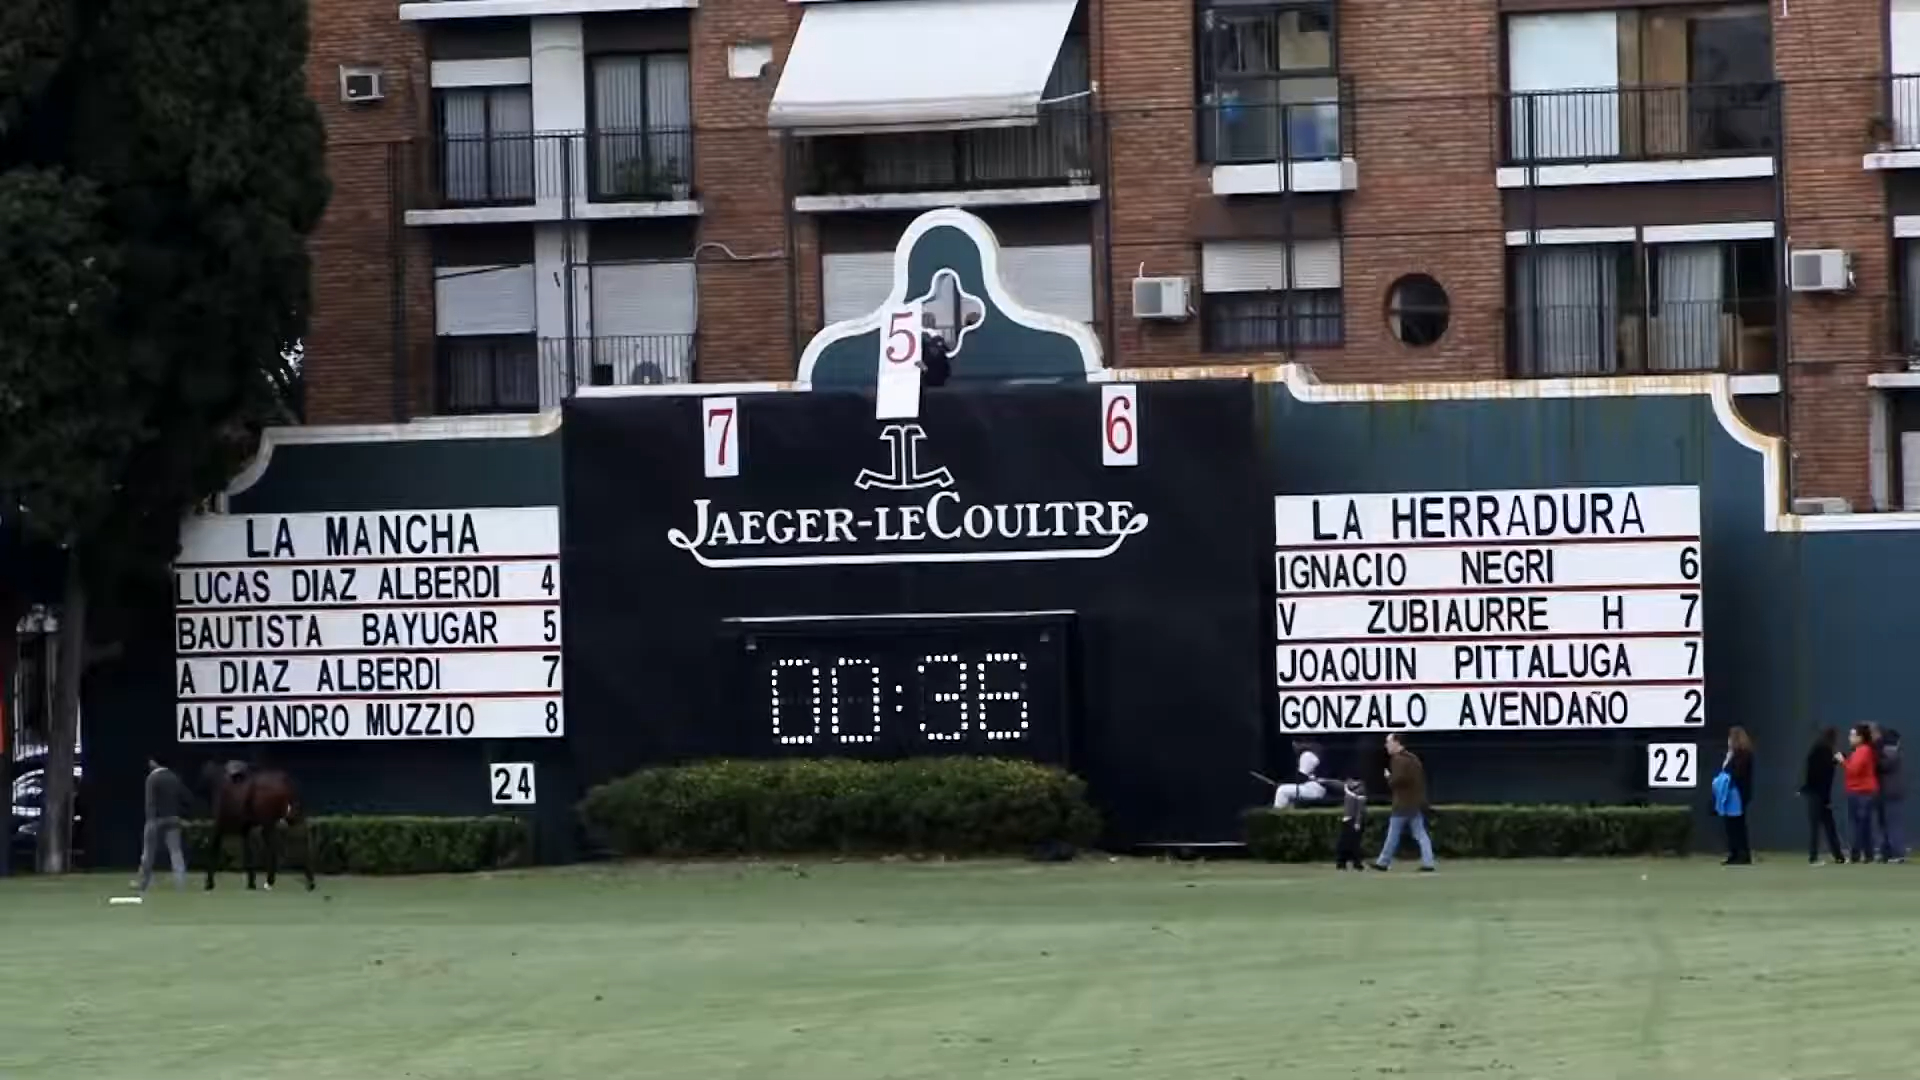 5
7
6
JAEGER-LECOULTRE
LA MANCHA
LUCAS DIAZ ALBERDI 4
BAUTISTA BAYUGAR 5
A DIAZ ALBERDI 7
ALEJANDRO MUZZIO 8
24
00:36
LA HERRADURA
IGNACIO NEGRI 6
V ZUBIAURRE H 7
JOAQUIN PITTALUGA 7
GONZALO AVENDAÑO 2
22